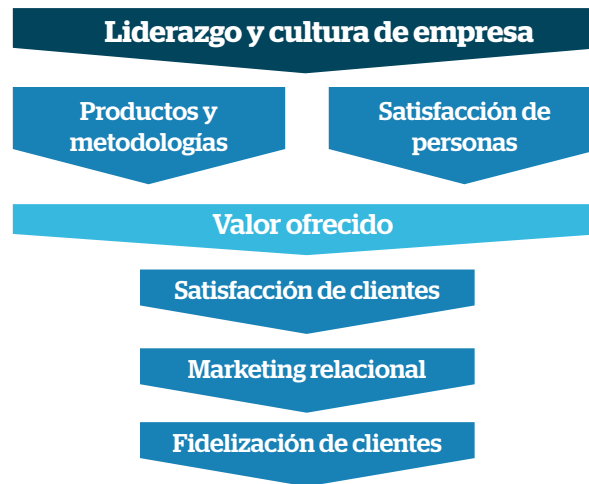 Liderazgo y cultura de empresa
Productos y
metodologías
Satisfacción de
personas
Valor ofrecido
Satisfacción de clientes
Marketing relacional
Fidelización de clientes